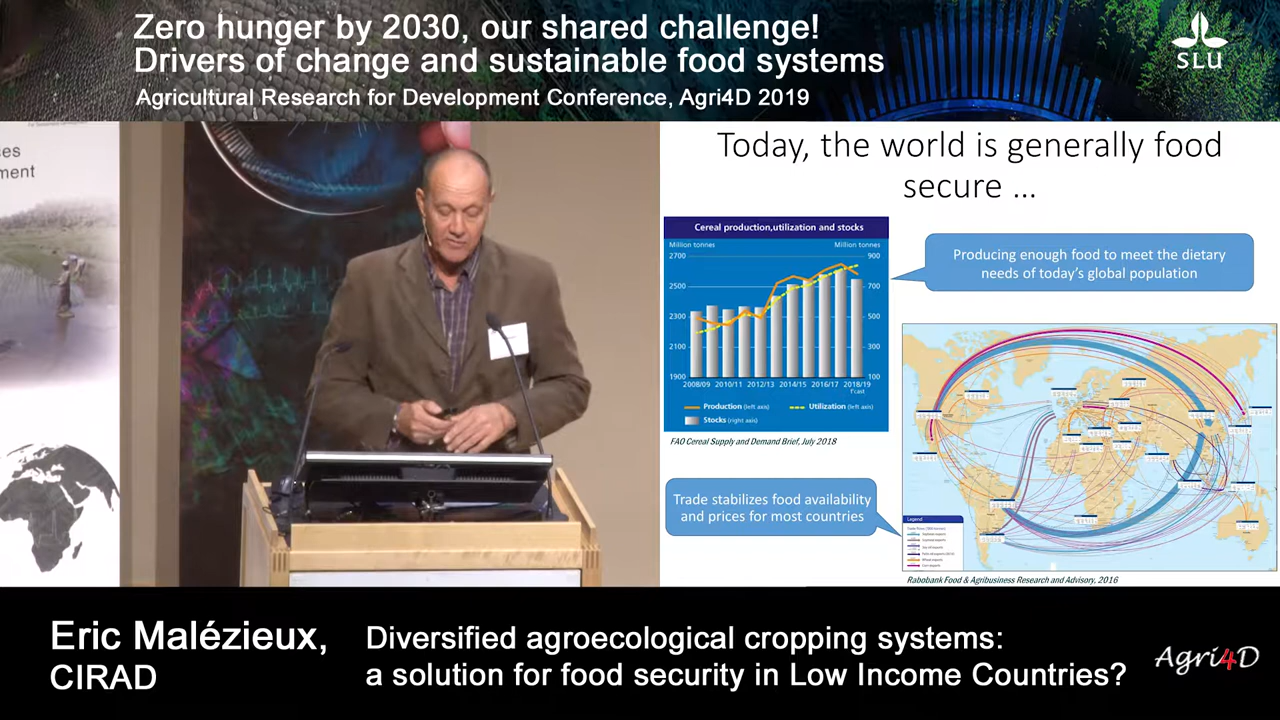 Zero hunger by 2030, our shared challenge!
Drivers of change and sustainable food systems
Agricultural Research for Development Conference, Agri4D 2019
SLU
ces
ment
Today, the world is generally food
secure ...
Cereal production,utilization and stocks
Million tonnes Million tonnes
2700 900
2500 700
2300 500
2100 300
1900 100
2008/09 2010/11 2012/13 2014/15 2016/17 2018/19
f'cast
Production (left axis) Utilization (left axis)
Stocks (right axis)
FAO Cereal Supply and Demand Brief, July 2018
Producing enough food to meet the dietary
needs of today's global population
Trade stabilizes food availability
and prices for most countries
Legend
Rabobank Food & Agribusiness Research and Advisory, 2016
Eric Malézieux,
CIRAD
Diversified agroecological cropping systems:
a solution for food security in Low Income Countries?
Agri4D